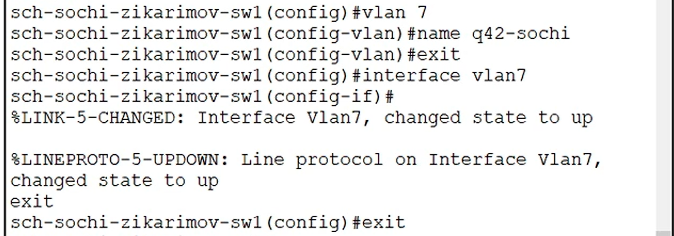 sch-sochi-zikarimov-sw1(config)#vlan 7
sch-sochi-zikarimov-sw1(config-vlan)#name q42-sochi
sch-sochi-zikarimov-sw1(config-vlan)#exit
sch-sochi-zikarimov-sw1(config)#interface vlan7
sch-sochi-zikarimov-sw1(config-if)#
%LINK-5-CHANGED: Interface Vlan7, changed state to up
%LINEPROTO-5-UPDOWN: Line protocol on Interface Vlan7,
changed state to up
exit
sch-sochi-zikarimov-sw1(config)#exit